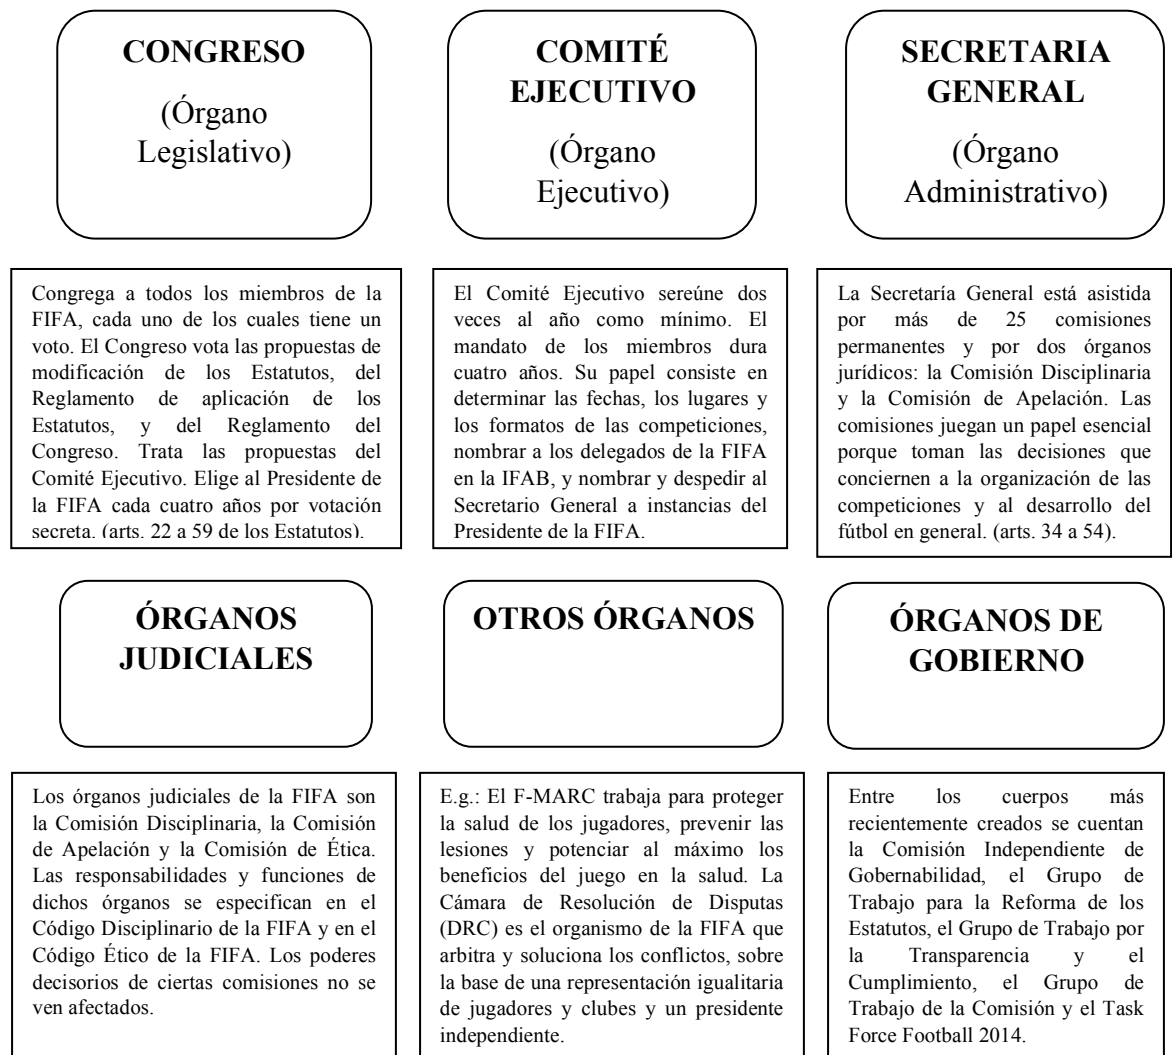 CONGRESO
(Órgano
Legislativo)
COMITÉ
EJECUTIVO
(Órgano
Ejecutivo)
SECRETARIA
GENERAL
(Órgano
Administrativo)
Congrega a todos los miembros de la
FIFA, cada uno de los cuales tiene un
voto. El Congreso vota las propuestas de
modificación de los Estatutos, del
Reglamento de aplicación de los
Estatutos, y del Reglamento del
Congreso. Trata las propuestas del
Comité Ejecutivo. Elige al Presidente de
la FIFA cada cuatro años por votación
secreta. (arts. 22 a 59 de los Estatutos).
El Comité Ejecutivo sereúne dos
veces al año como mínimo. El
mandato de los miembros dura
cuatro años. Su papel consiste en
determinar las fechas, los lugares y
los formatos de las competiciones,
nombrar a los delegados de la FIFA
en la IFAB, y nombrar y despedir al
Secretario General a instancias del
Presidente de la FIFA.
La Secretaría General está asistida
por más de 25 comisiones
permanentes y por dos órganos
jurídicos: la Comisión Disciplinaria
y la Comisión de Apelación. Las
comisiones juegan un papel esencial
porque toman las decisiones que
conciernen a la organización de las
competiciones y al desarrollo del
fútbol en general. (arts. 34 a 54).
ÓRGANOS
JUDICIALES
OTROS ÓRGANOS
ÓRGANOS DE
GOBIERNO
Los órganos judiciales de la FIFA son
la Comisión Disciplinaria, la Comisión
de Apelación y la Comisión de Ética.
Las responsabilidades y funciones de
dichos órganos se especifican en el
Código Disciplinario de la FIFA y en el
Código Ético de la FIFA. Los poderes
decisorios de ciertas comisiones no se
ven afectados.
E.g.: El F-MARC trabaja para proteger
la salud de los jugadores, prevenir las
lesiones y potenciar al máximo los
beneficios del juego en la salud. La
Cámara de Resolución de Disputas
(DRC) es el organismo de la FIFA que
arbitra y soluciona los conflictos, sobre
la base de una representación igualitaria
de jugadores y clubes y un presidente
independiente.
Entre los cuerpos más
recientemente creados se cuentan
la Comisión Independiente de
Gobernabilidad, el Grupo de
Trabajo para la Reforma de los
Estatutos, el Grupo de Trabajo por
la Transparencia y el
Cumplimiento, el Grupo de
Trabajo de la Comisión y el Task
Force Football 2014.